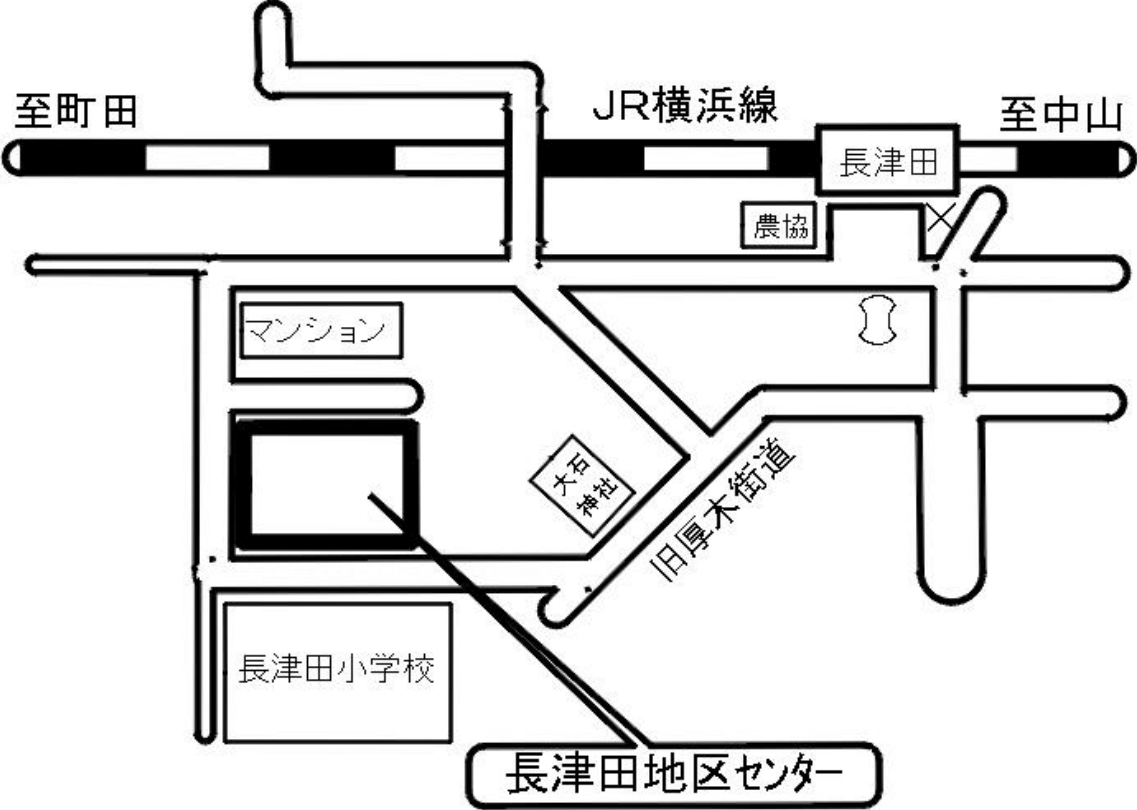 至町田
JR横浜線
至中山
長津田
農協
マンション
大石
神社
旧厚木街道
長津田小学校
長津田地区センター